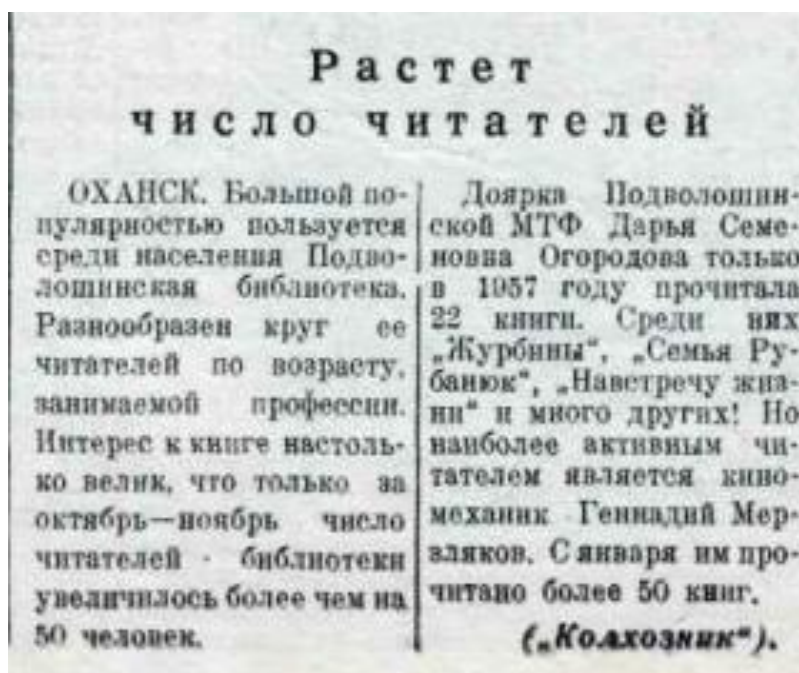 Растет
число читателей
ОХАНСК. Большой по-
пулярностью пользуется
среди населения Подво-
лошинская библиотека.
Разнообразен круг ее
читателей по возрасту,
занимаемой профессии.
Интерес к книге настоль-
ко велик, что только за
октябрь—ноябрь число
читателей библиотеки
увеличилось более чем на
50 человек.
Доярка Подволошин-
ской МТФ Дарья Семе-
новна Огородова только
в 1957 году прочитала
22 книги. Среди них
„Журбины“, „Семья Ру-
банюк“, „Навстречу жиз-
ни“ и много других! Но
наиболее активным чи-
тателем является кино-
механик Геннадий Мер-
зляков. С января им про-
читано более 50 книг.
(„Колхозник“).